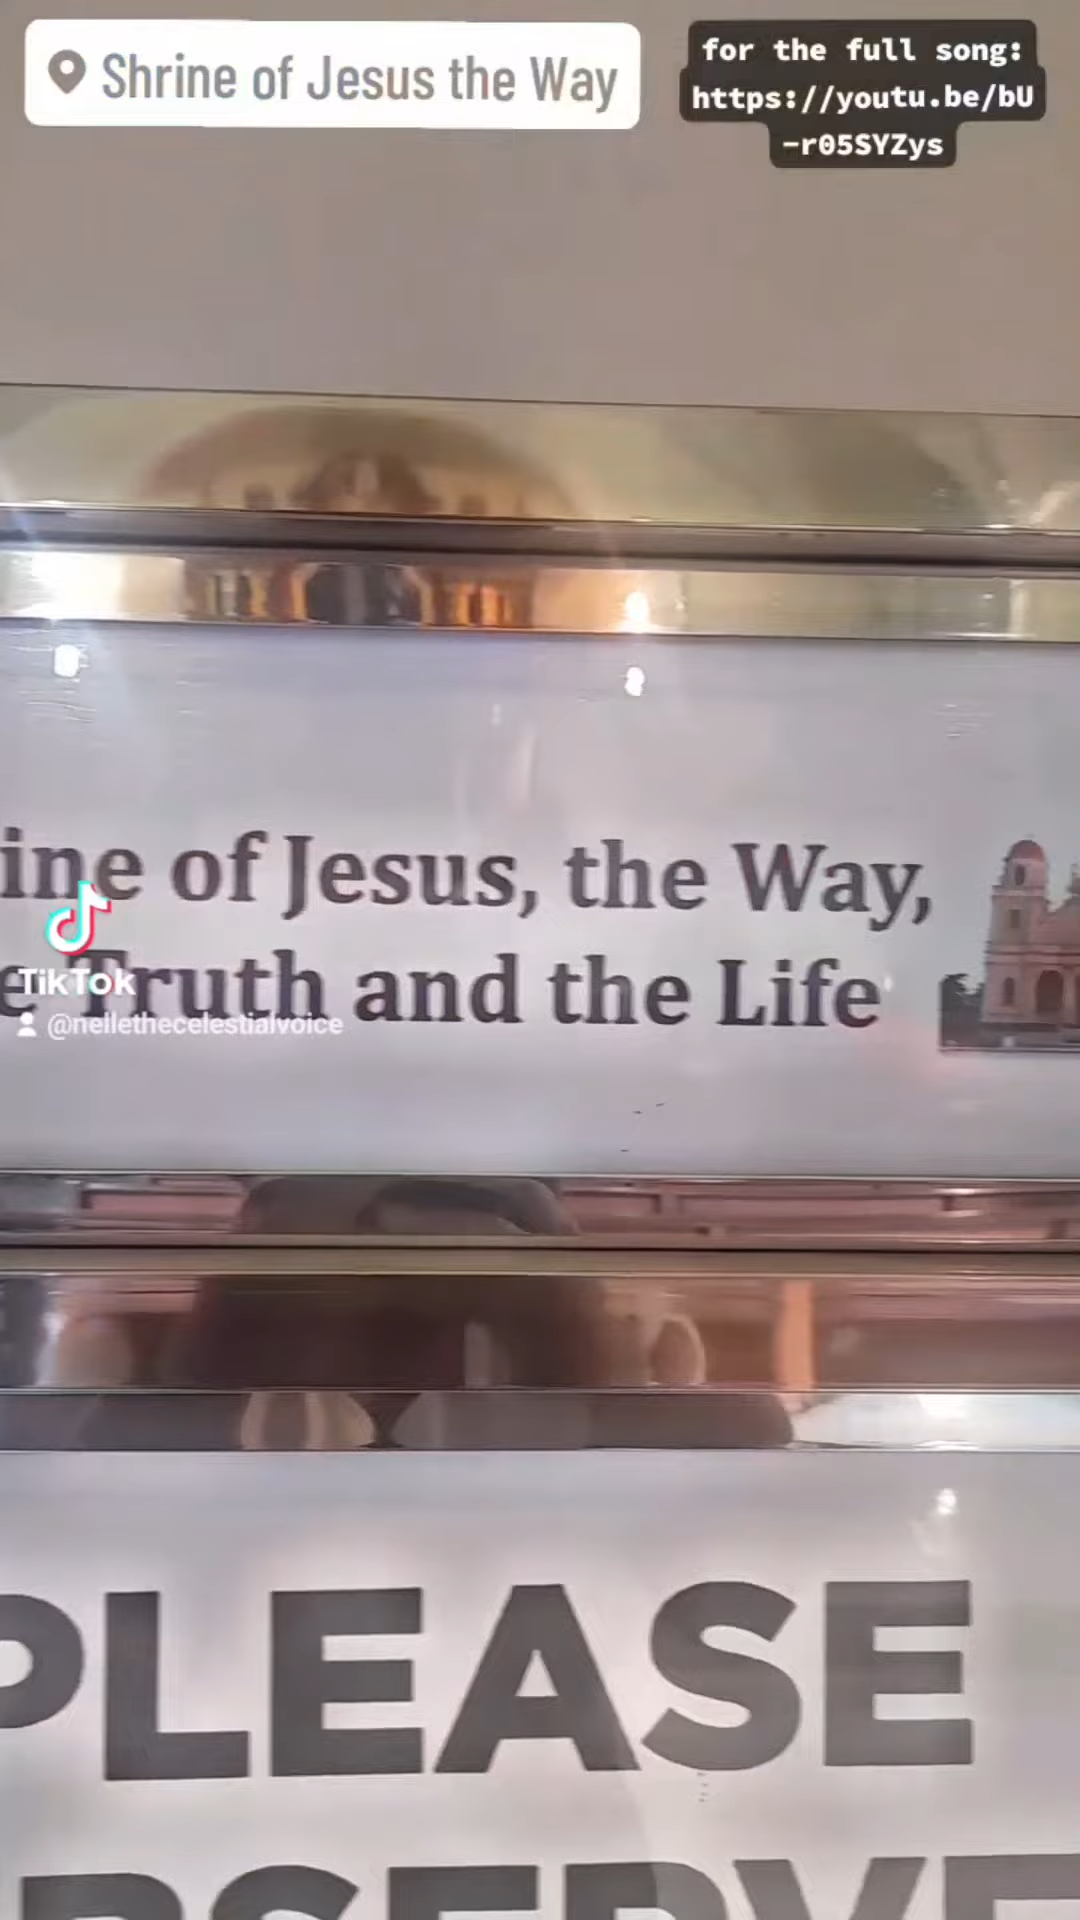 Shrine of Jesus the Way
for the full song:
https://youtu.be/bU
-r05SYZys
ine of Jesus, the Way,
e Truth and the Life
TikTok
@nellethecelestialvoice
PLEASE
OBSERVE